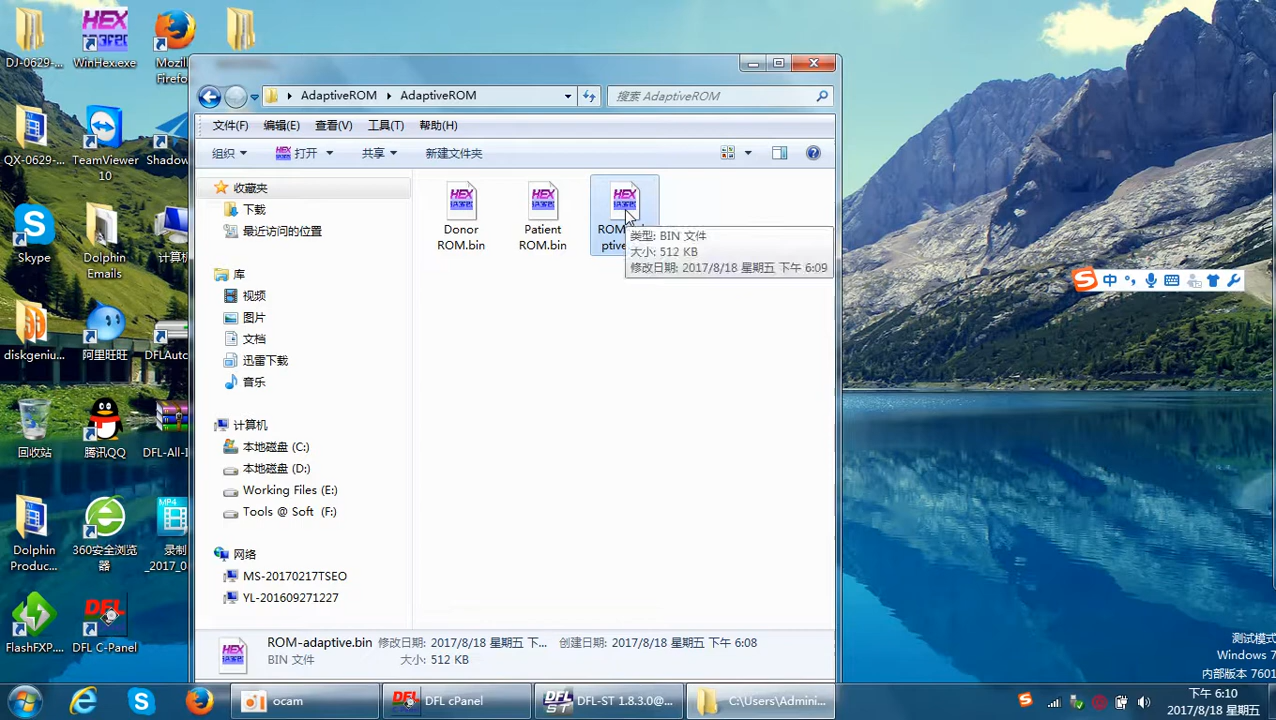 DJ-0629-...
WinHex.exe
Mozil
Firefo
QX-0629-...
TeamViewer
10
Shadow
Skype
Dolphin
Emails
计算机
diskgeniu...
阿里旺旺
DFLAuto
回收站
腾讯QQ
DFL-All-I
Dolphin
Produc...
360安全浏览
器
录制
_2017_0
FlashFXP....
DFL C-Panel
AdaptiveROM
AdaptiveROM
搜索 AdaptiveROM
文件(F)
编辑(E)
查看(V)
工具(T)
帮助(H)
组织
打开
共享
新建文件夹
收藏夹
下载
最近访问的位置
库
视频
图片
文档
迅雷下载
音乐
计算机
本地磁盘 (C:)
本地磁盘 (D:)
Working Files (E:)
Tools @ Soft (F:)
网络
MS-20170217TSEO
YL-201609271227
Donor
ROM.bin
Patient
ROM.bin
类型: BIN 文件
大小: 512 KB
修改日期: 2017/8/18 星期五 下午 6:09
ROM-adaptive.bin
修改日期: 2017/8/18 星期五 下...
创建日期: 2017/8/18 星期五 下午 6:08
BIN 文件
大小: 512 KB
中
测试模式
Windows 7
内部版本 7601
ocam
DFL cPanel
DFL-ST 1.8.3.0@...
C:\Users\Admini...
下午 6:10
2017/8/18 星期五